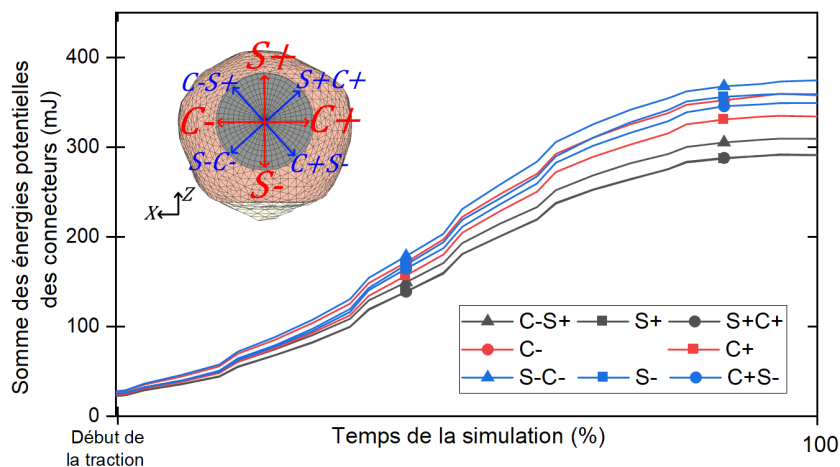 Somme des énergies potentielles
des connecteurs (mJ)
400
300
200
100
0
S+
C-S+
S+C+
C-
C+
S-C-
C+S-
S-
Z
X
C-S+ S+ S+C+
C- C+
S-C- S- C+S-
Début de
la traction
Temps de la simulation (%)
100